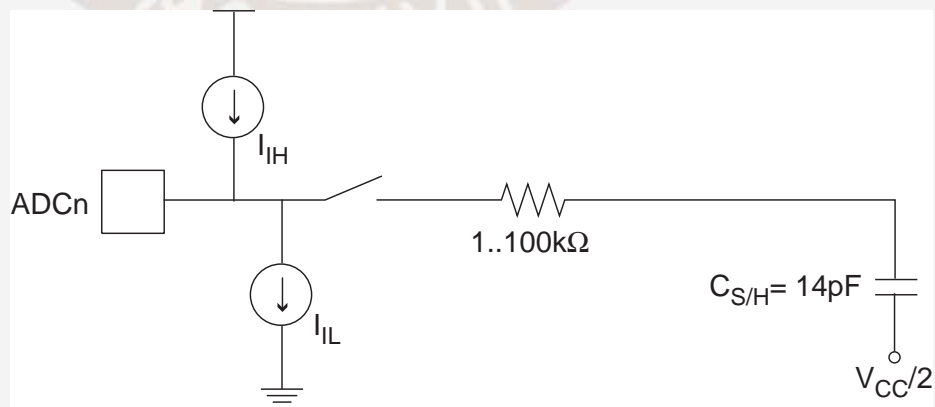 I_IH
ADCn
1..100kΩ
C_S/H= 14pF
I_IL
V_CC/2